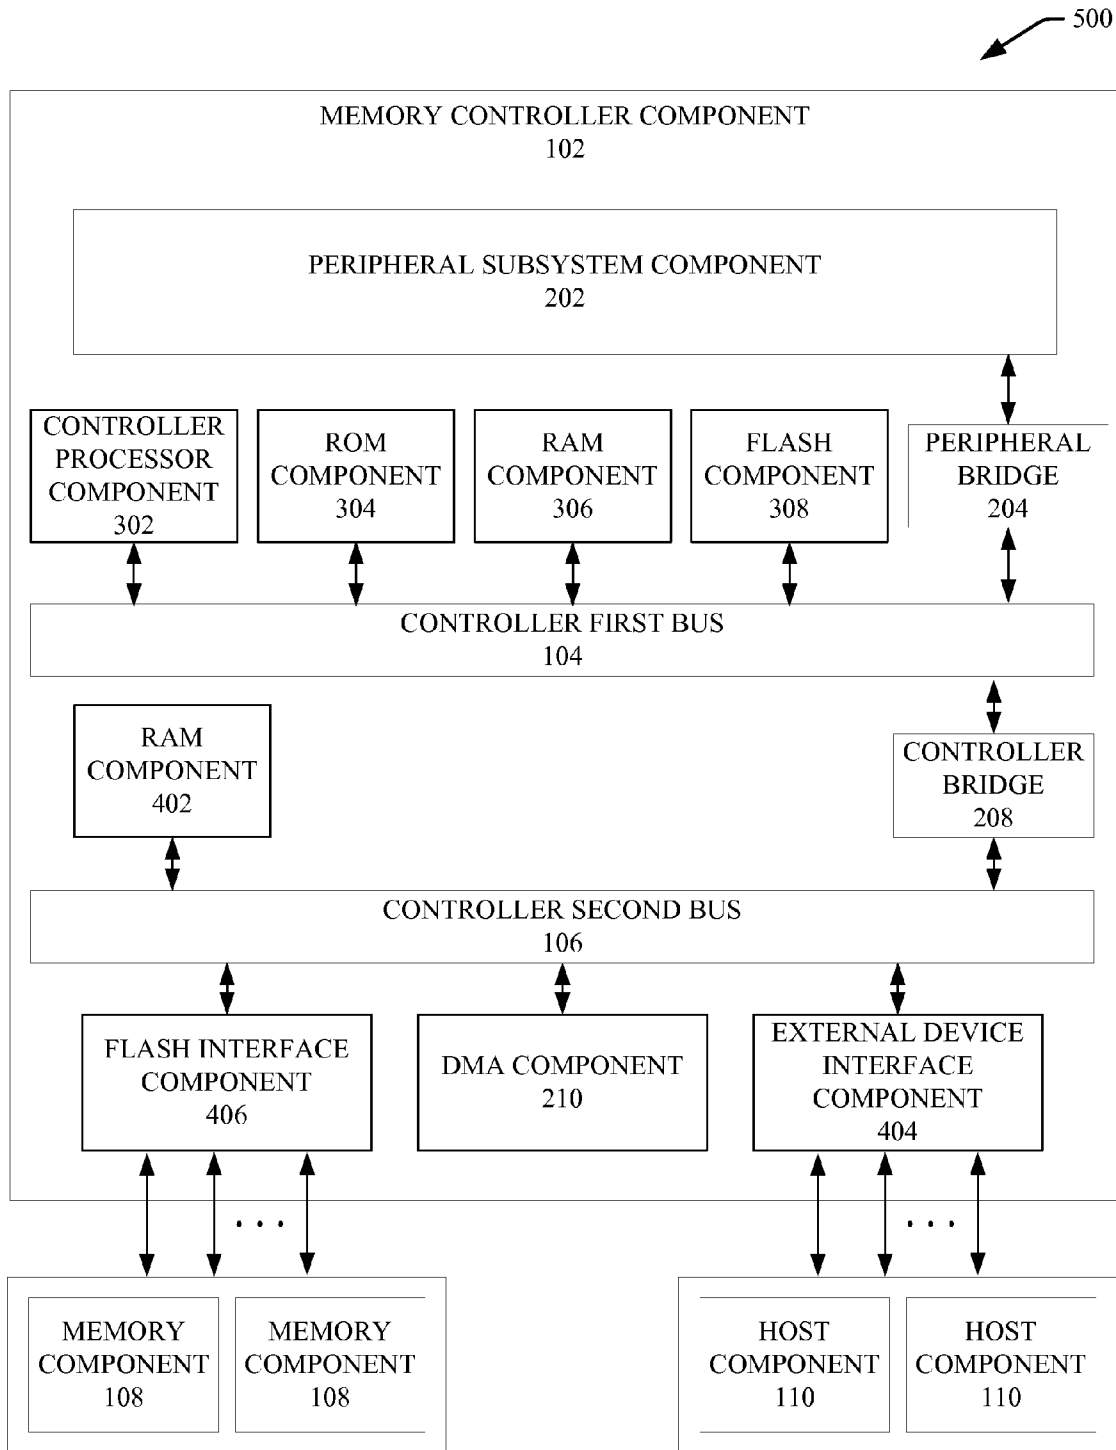 500
MEMORY CONTROLLER COMPONENT
102
PERIPHERAL SUBSYSTEM COMPONENT
202
CONTROLLER
PROCESSOR
COMPONENT
302
ROM
COMPONENT
304
RAM
COMPONENT
306
FLASH
COMPONENT
308
PERIPHERAL
BRIDGE
204
CONTROLLER FIRST BUS
104
RAM
COMPONENT
402
CONTROLLER
BRIDGE
208
CONTROLLER SECOND BUS
106
FLASH INTERFACE
COMPONENT
406
DMA COMPONENT
210
EXTERNAL DEVICE
INTERFACE
COMPONENT
404
. . .
. . .
MEMORY
COMPONENT
108
MEMORY
COMPONENT
108
HOST
COMPONENT
110
HOST
COMPONENT
110